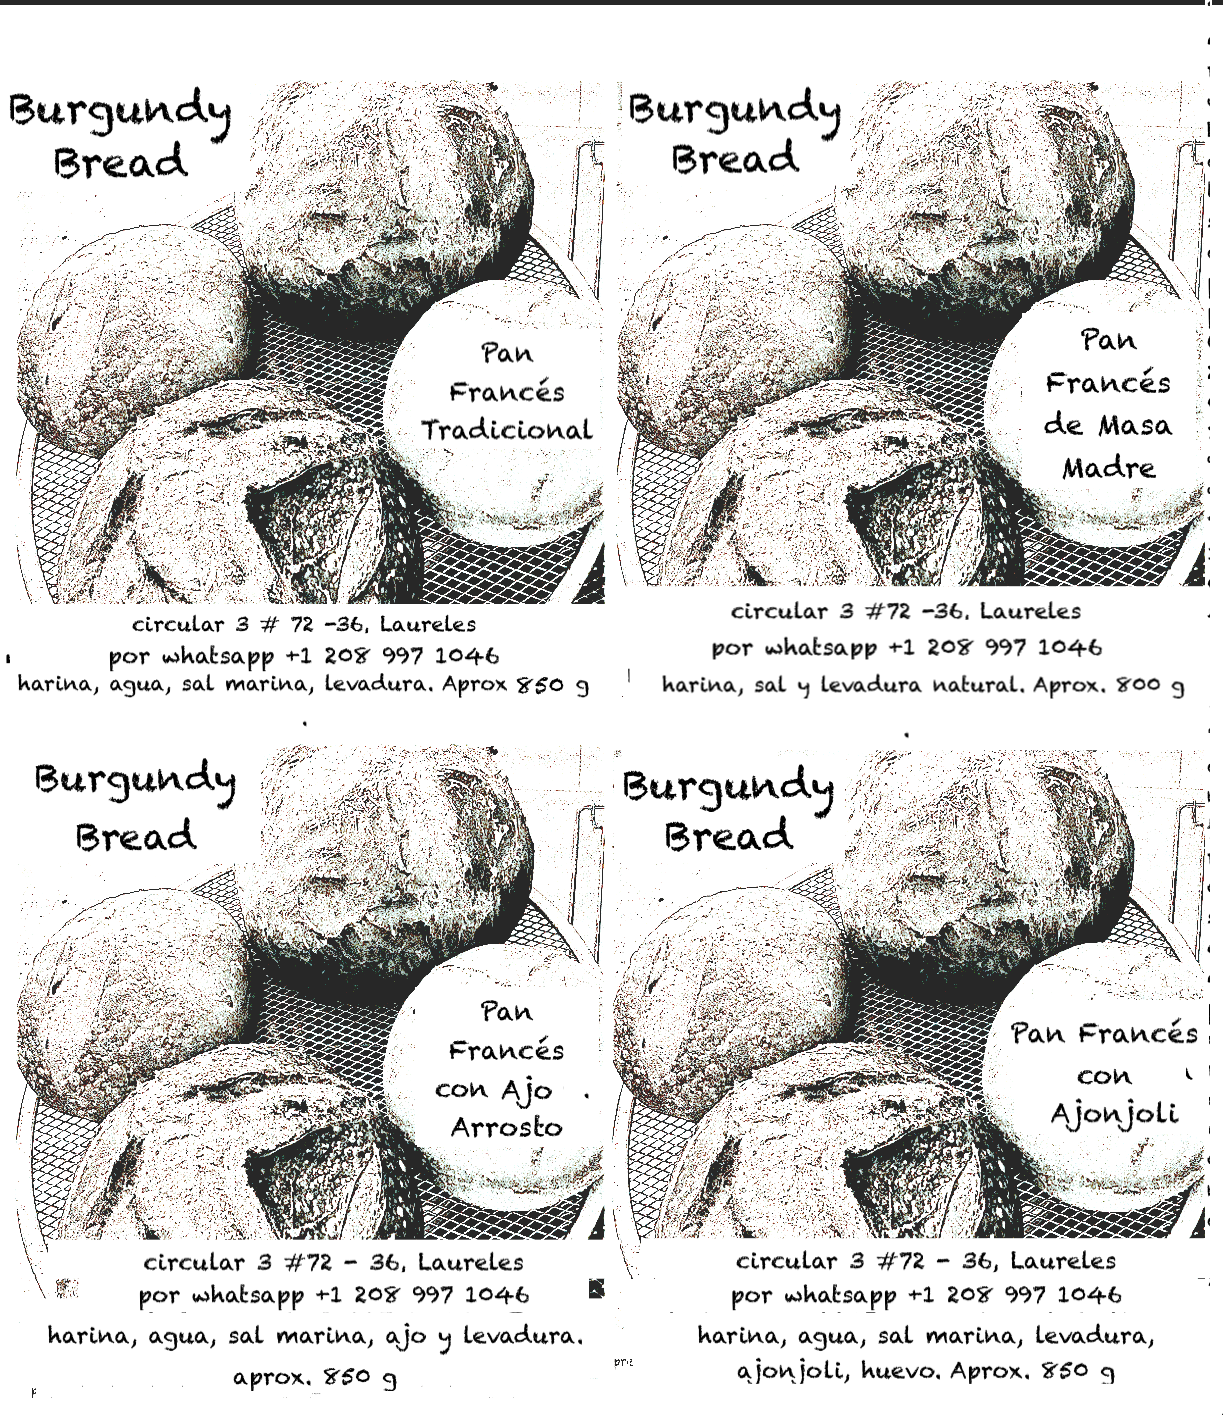 Burgundy
Bread
Pan
Francés
Tradicional
circular 3 # 72 -36, Laureles
por whatsapp +1 208 997 1046
harina, agua, sal marina, levadura. Aprox 850 g
Burgundy
Bread
Pan
Francés
de Masa
Madre
circular 3 #72 -36, Laureles
por whatsapp +1 208 997 1046
harina, sal y levadura natural. Aprox. 800 g
Burgundy
Bread
Pan
Francés
con Ajo
Arrosto
circular 3 #72 - 36, Laureles
por whatsapp +1 208 997 1046
harina, agua, sal marina, ajo y levadura.
aprox. 850 g
Burgundy
Bread
Pan Francés
con
Ajonjoli
circular 3 #72 - 36, Laureles
por whatsapp +1 208 997 1046
harina, agua, sal marina, levadura,
ajonjoli, huevo. Aprox. 850 g